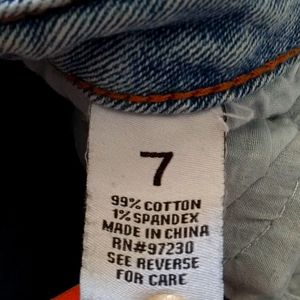 7
99% COTTON
1% SPANDEX
MADE IN CHINA
RN#97230
SEE REVERSE
FOR CARE